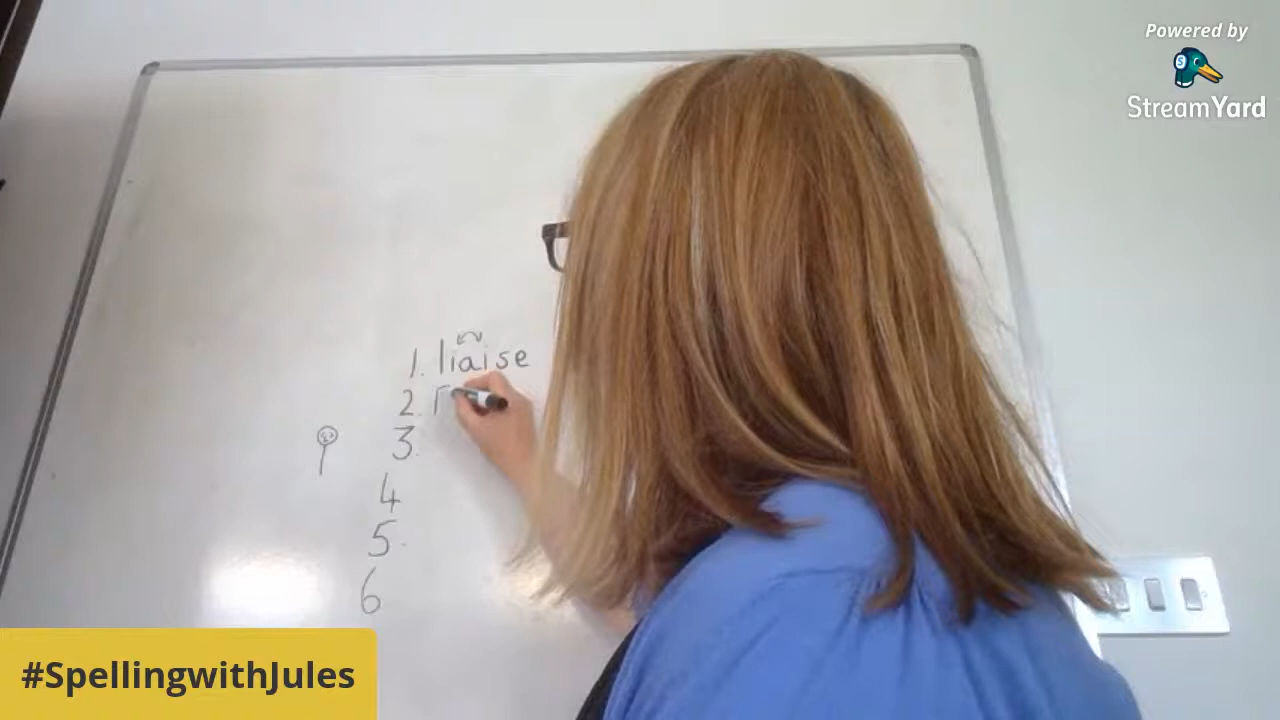 Powered by
StreamYard
1. liaise
2. r
3.
4
5.
6
#SpellingwithJules